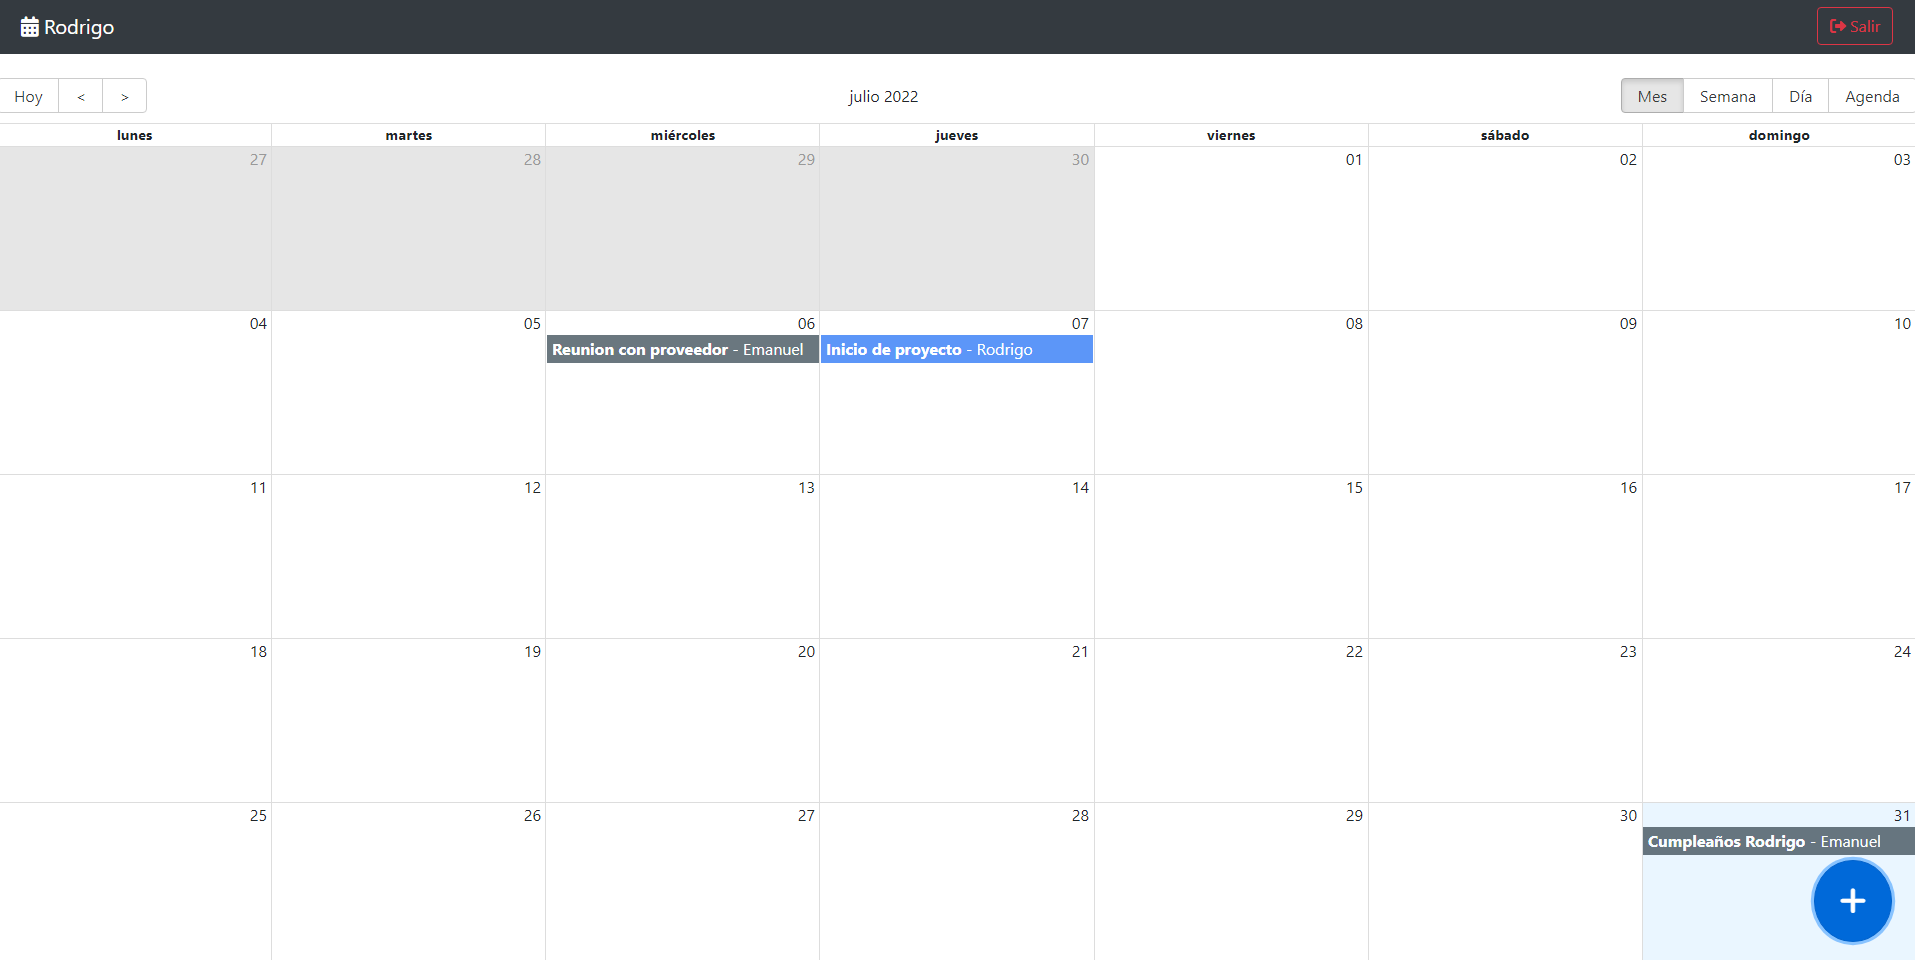 Rodrigo Salir
Hoy < > julio 2022 Mes Semana Día Agenda
lunes martes miércoles jueves viernes sábado domingo
27 28 29 30 01 02 03
04 05 06 07 08 09 10
Reunion con proveedor - Emanuel Inicio de proyecto - Rodrigo
11 12 13 14 15 16 17
18 19 20 21 22 23 24
25 26 27 28 29 30 31
Cumpleaños Rodrigo - Emanuel
+